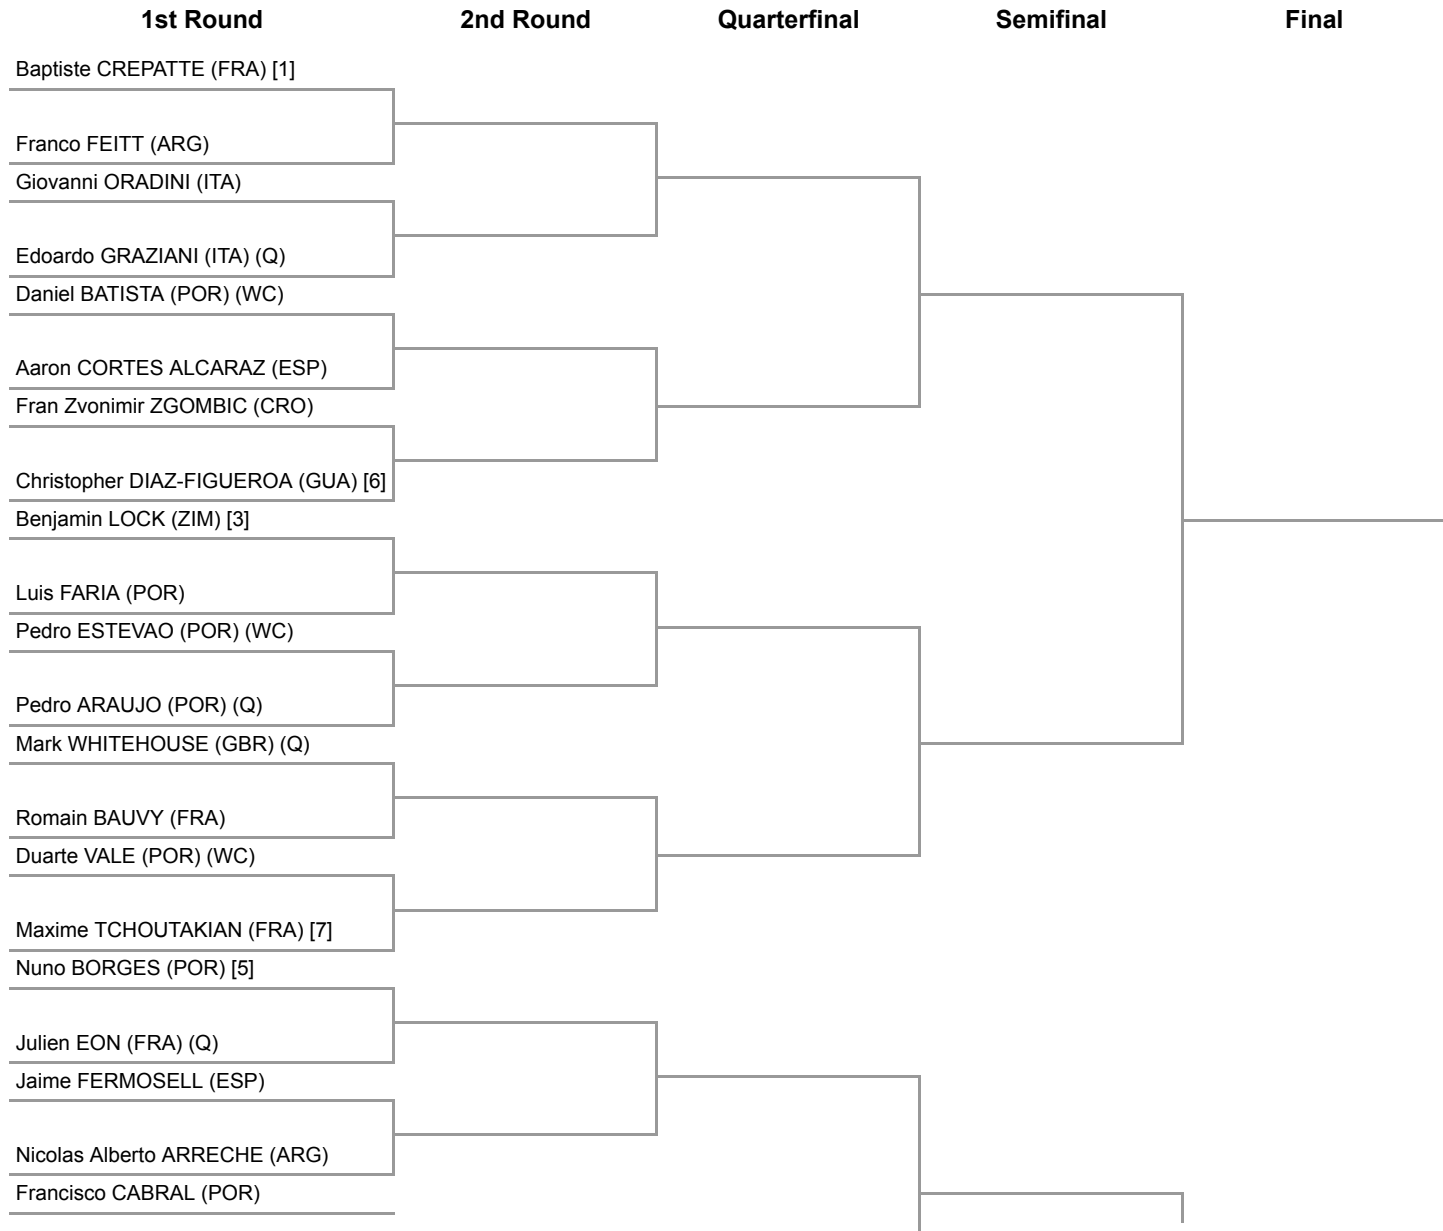 1st Round 2nd Round Quarterfinal Semifinal Final
Baptiste CREPATTE (FRA) [1]
Franco FEITT (ARG)
Giovanni ORADINI (ITA)
Edoardo GRAZIANI (ITA) (Q)
Daniel BATISTA (POR) (WC)
Aaron CORTES ALCARAZ (ESP)
Fran Zvonimir ZGOMBIC (CRO)
Christopher DIAZ-FIGUEROA (GUA) [6]
Benjamin LOCK (ZIM) [3]
Luis FARIA (POR)
Pedro ESTEVAO (POR) (WC)
Pedro ARAUJO (POR) (Q)
Mark WHITEHOUSE (GBR) (Q)
Romain BAUVY (FRA)
Duarte VALE (POR) (WC)
Maxime TCHOUTAKIAN (FRA) [7]
Nuno BORGES (POR) [5]
Julien EON (FRA) (Q)
Jaime FERMOSELL (ESP)
Nicolas Alberto ARRECHE (ARG)
Francisco CABRAL (POR)